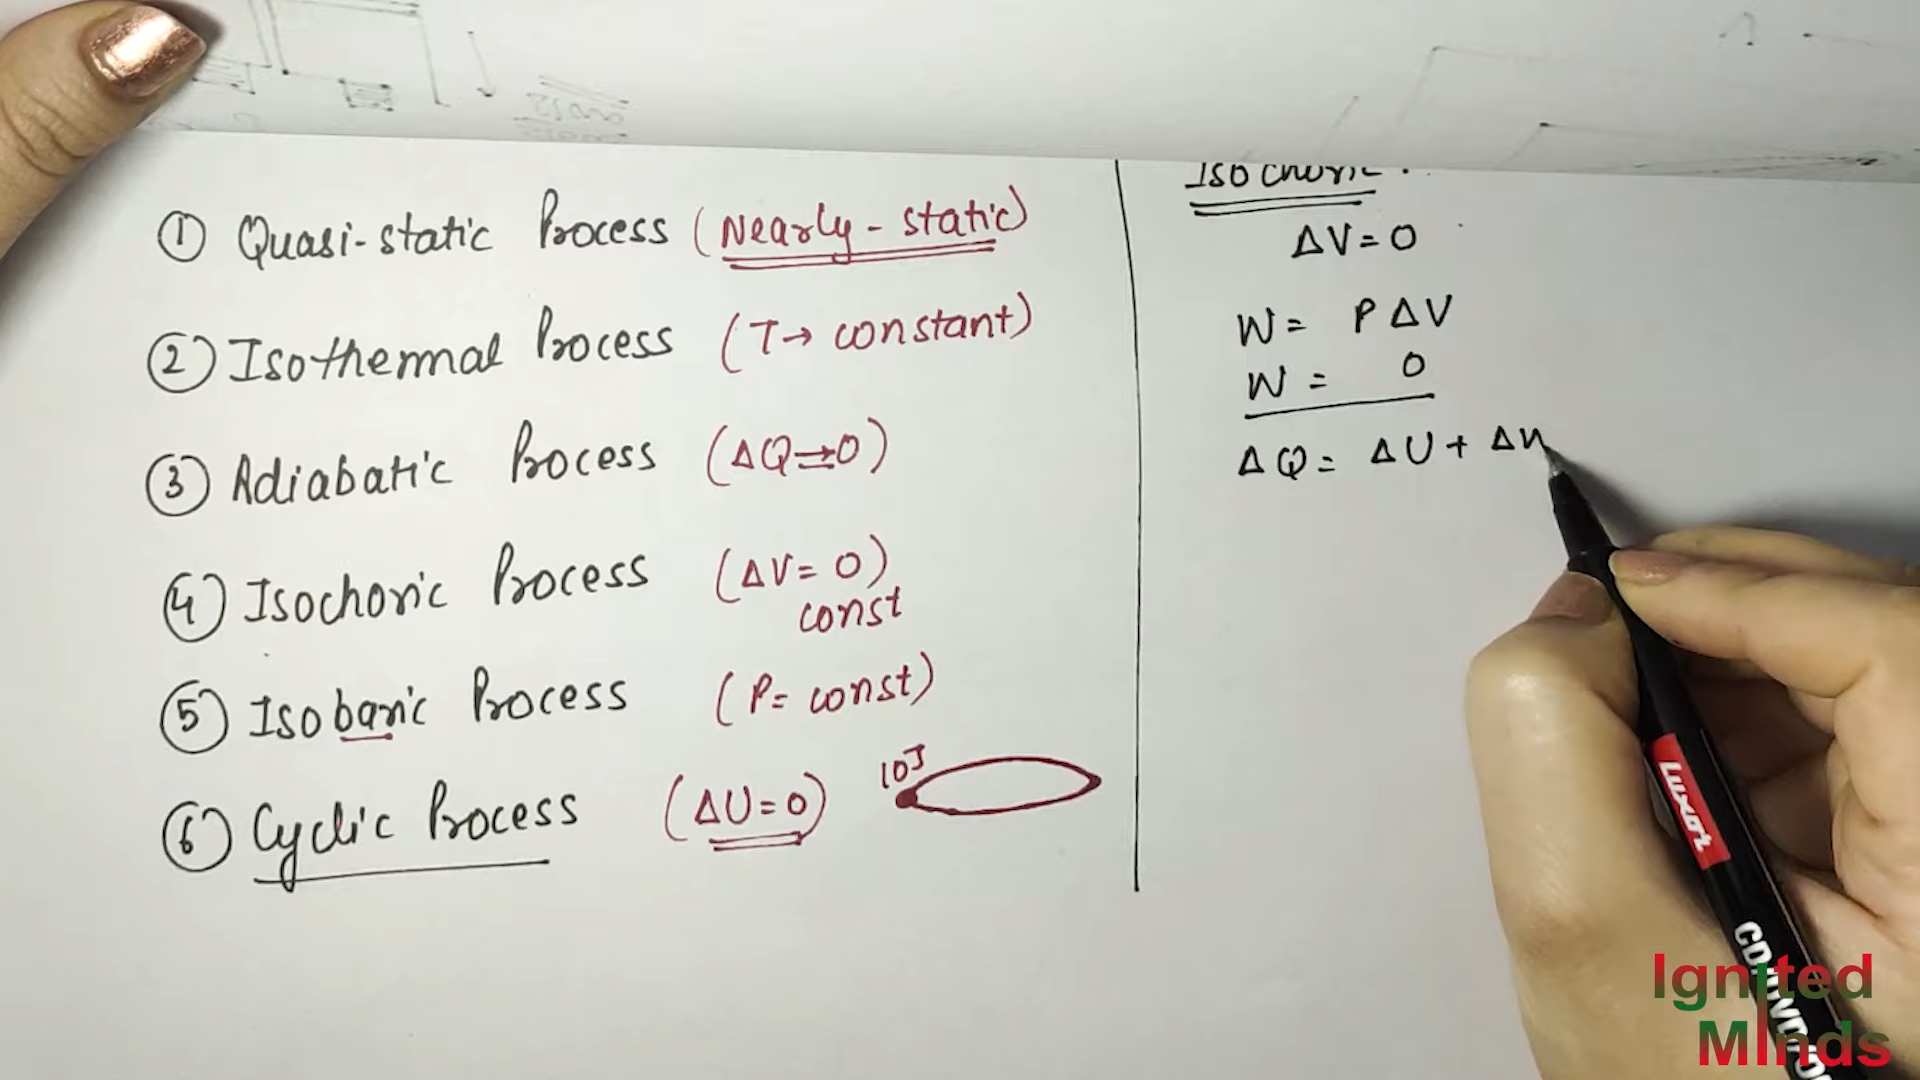 ① Quasi-static Process (Nearly-static)
② Isothermal Process (T→ constant)
③ Adiabatic Process (ΔQ⇒0)
④ Isochoric Process (ΔV=0)
const
⑤ Isobaric Process (P= const)
⑥ Cyclic Process (ΔU=0) 10J
Isochoric :
ΔV=0
W= PΔV
W= 0
ΔQ= ΔU+ ΔW
Luxor
Ignited
Minds